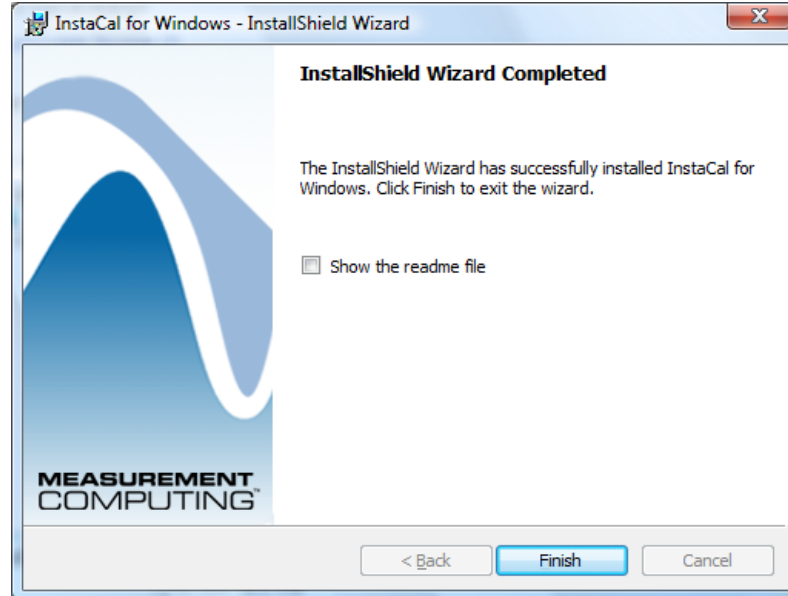 InstaCal for Windows - InstallShield Wizard
InstallShield Wizard Completed
The InstallShield Wizard has successfully installed InstaCal for
Windows. Click Finish to exit the wizard.
Show the readme file
MEASUREMENT
COMPUTING™
< Back Finish Cancel